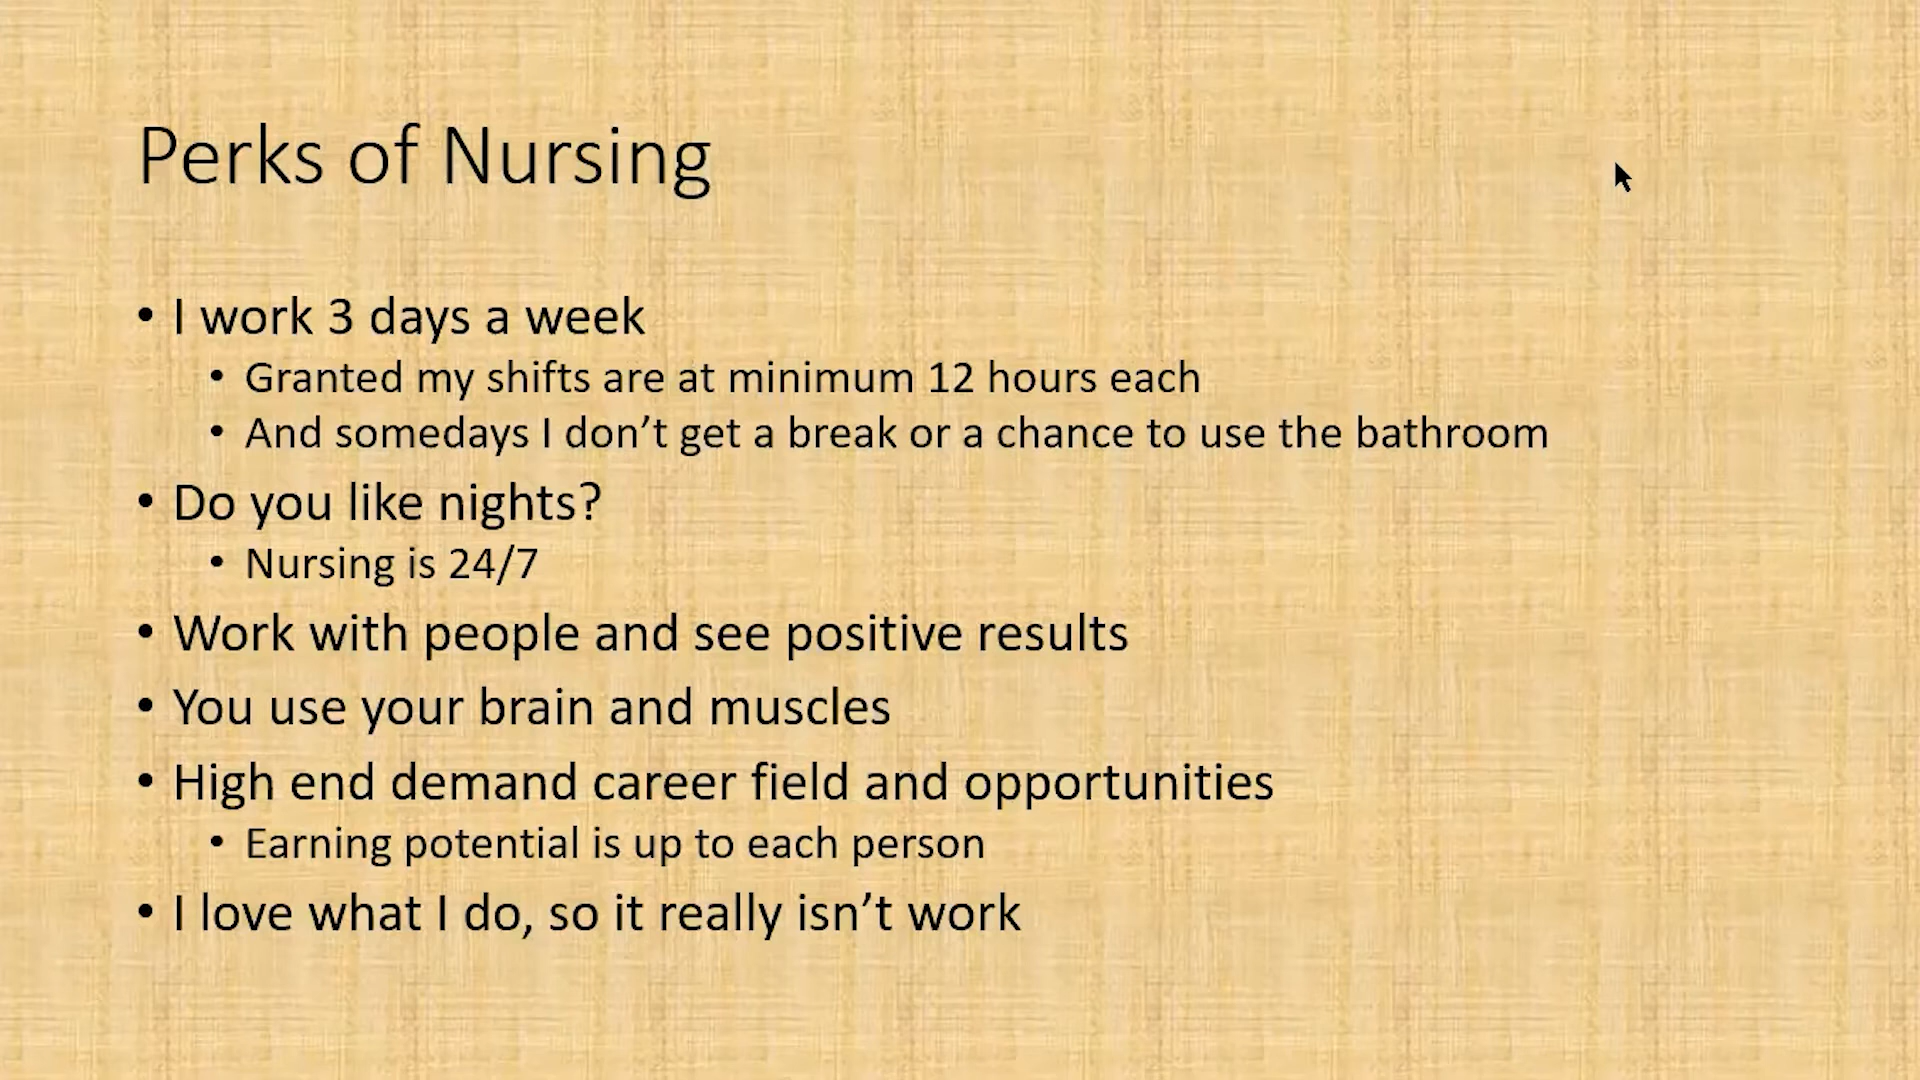 Perks of Nursing
• I work 3 days a week
• Granted my shifts are at minimum 12 hours each
• And somedays I don’t get a break or a chance to use the bathroom
• Do you like nights?
• Nursing is 24/7
• Work with people and see positive results
• You use your brain and muscles
• High end demand career field and opportunities
• Earning potential is up to each person
• I love what I do, so it really isn’t work